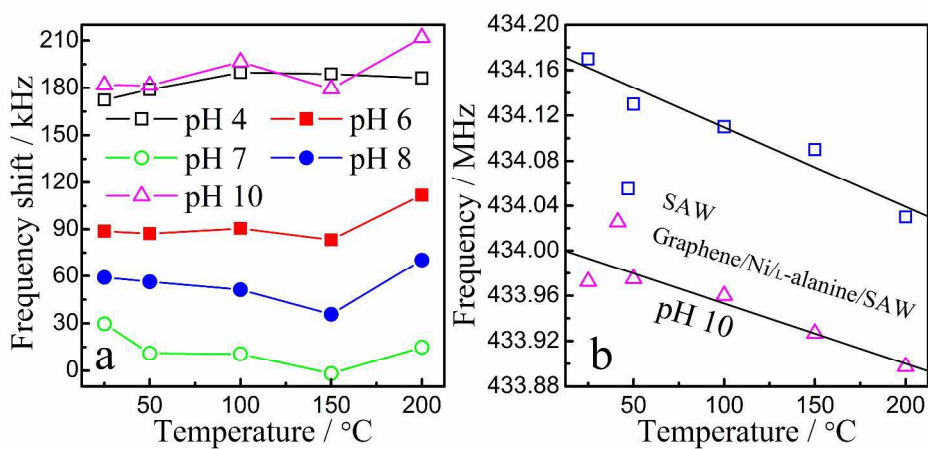 210
180
150
120
90
60
30
0
Frequency shift / kHz
pH 4
pH 6
pH 7
pH 8
pH 10
a
50
100
150
200
Temperature / °C
434.20
434.16
434.12
434.08
434.04
434.00
433.96
433.92
433.88
Frequency / MHz
SAW
Graphene/Ni/L-alanine/SAW
pH 10
b
50
100
150
200
Temperature / °C